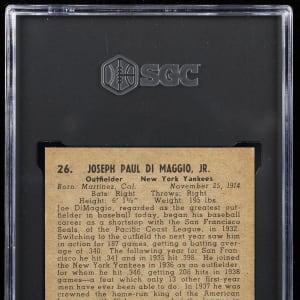 SGC
26. JOSEPH PAUL DI MAGGIO, JR.
Outfielder New York Yankees
Born: Martinez, Cal. November 25, 1914
Bats: Right Throws: Right
Height: 6' 1½" Weight: 195 lbs.
Joe DiMaggio, regarded as the greatest out-
fielder in baseball today, began his baseball
career as a shortstop with the San Francisco
Seals, of the Pacific Coast League, in 1932.
Switching to the outfield the next year saw him
in action for 187 games, getting a batting aver-
age of .340. The following year for San Fran-
cisco he hit .341 and in 1935 hit .398. He joined
the New York Yankees in 1936 as an outfielder,
for whom he hit .346, getting 206 hits in 1938
games—a feat which only 13 other first-year
men have ever been able to do. In 1937 he was
crowned the home-run king of the American